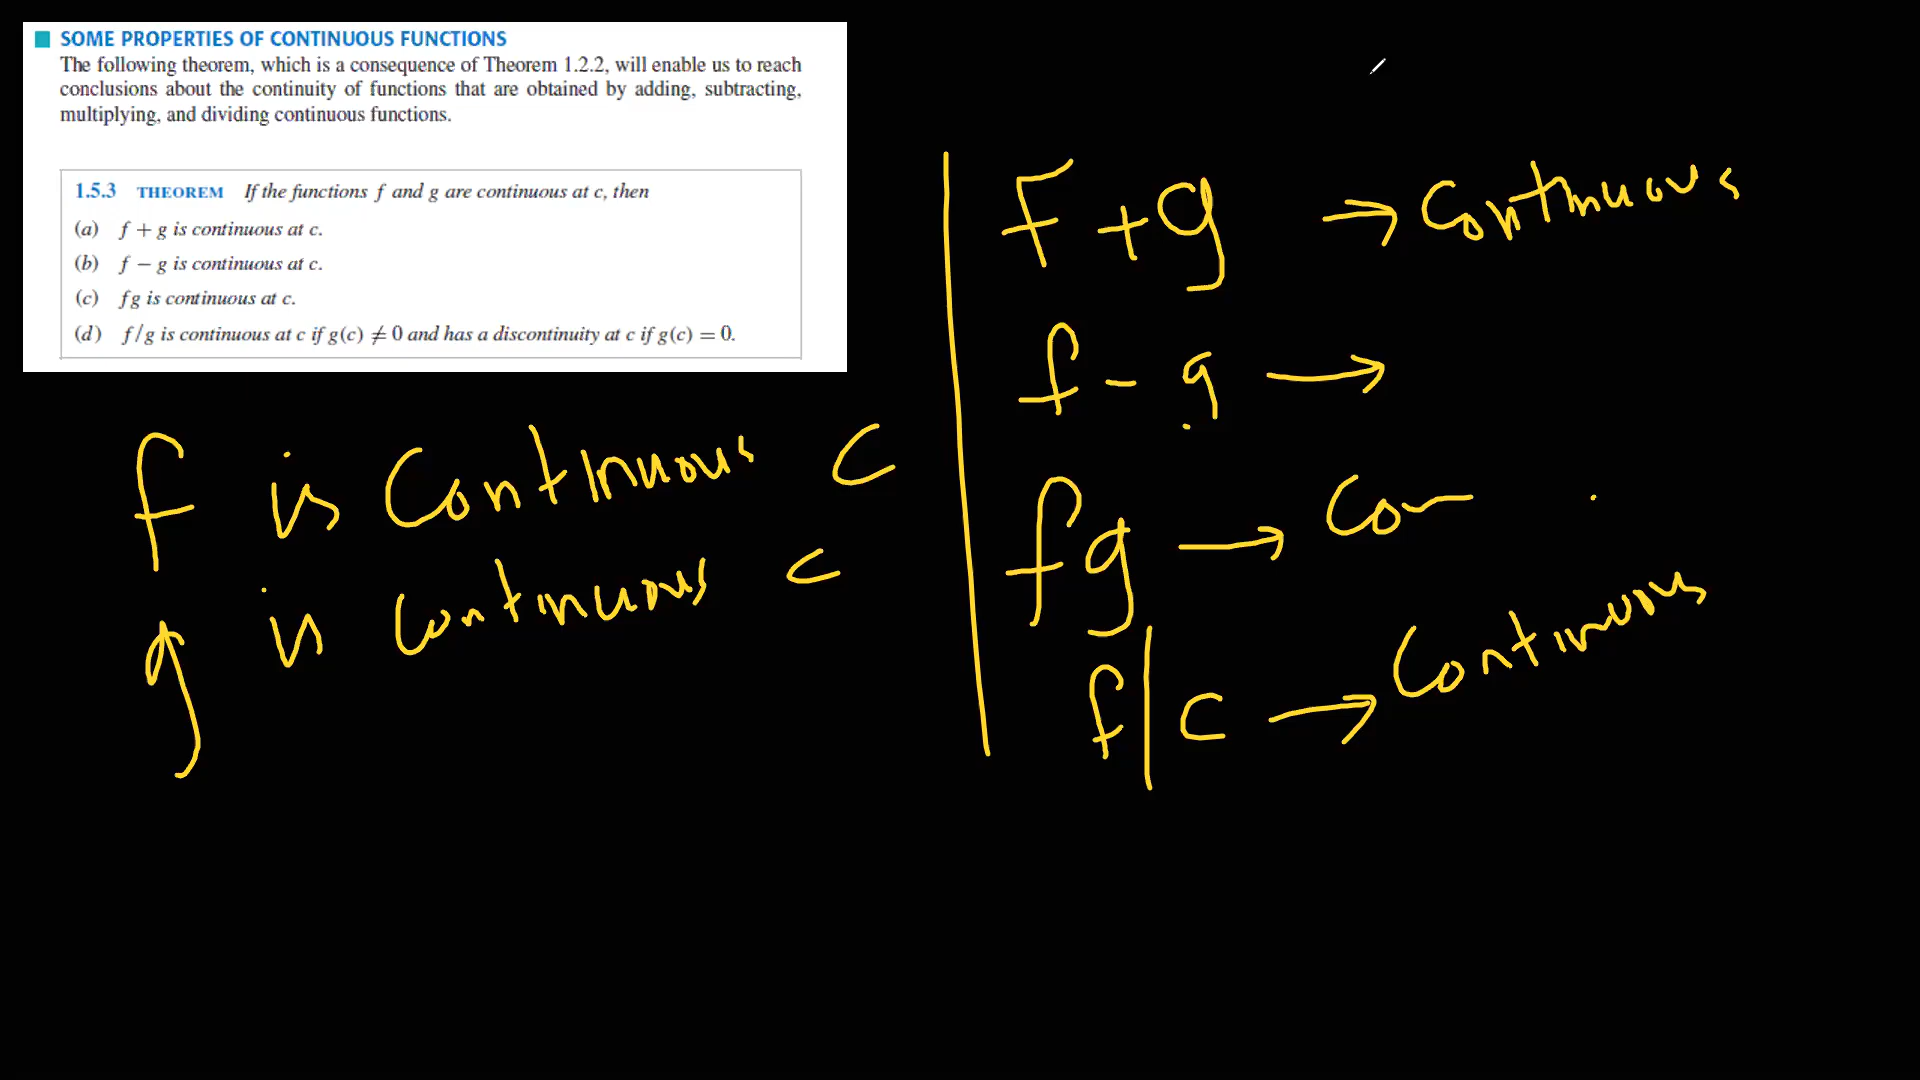 SOME PROPERTIES OF CONTINUOUS FUNCTIONS
The following theorem, which is a consequence of Theorem 1.2.2, will enable us to reach
conclusions about the continuity of functions that are obtained by adding, subtracting,
multiplying, and dividing continuous functions.
1.5.3 THEOREM If the functions f and g are continuous at c, then
(a) f + g is continuous at c.
(b) f − g is continuous at c.
(c) fg is continuous at c.
(d) f/g is continuous at c if g(c) ≠ 0 and has a discontinuity at c if g(c) = 0.
f is Continuous c
g is continuous c
F + g → Continuous
f - g →
fg → Con
f | c → Continuous